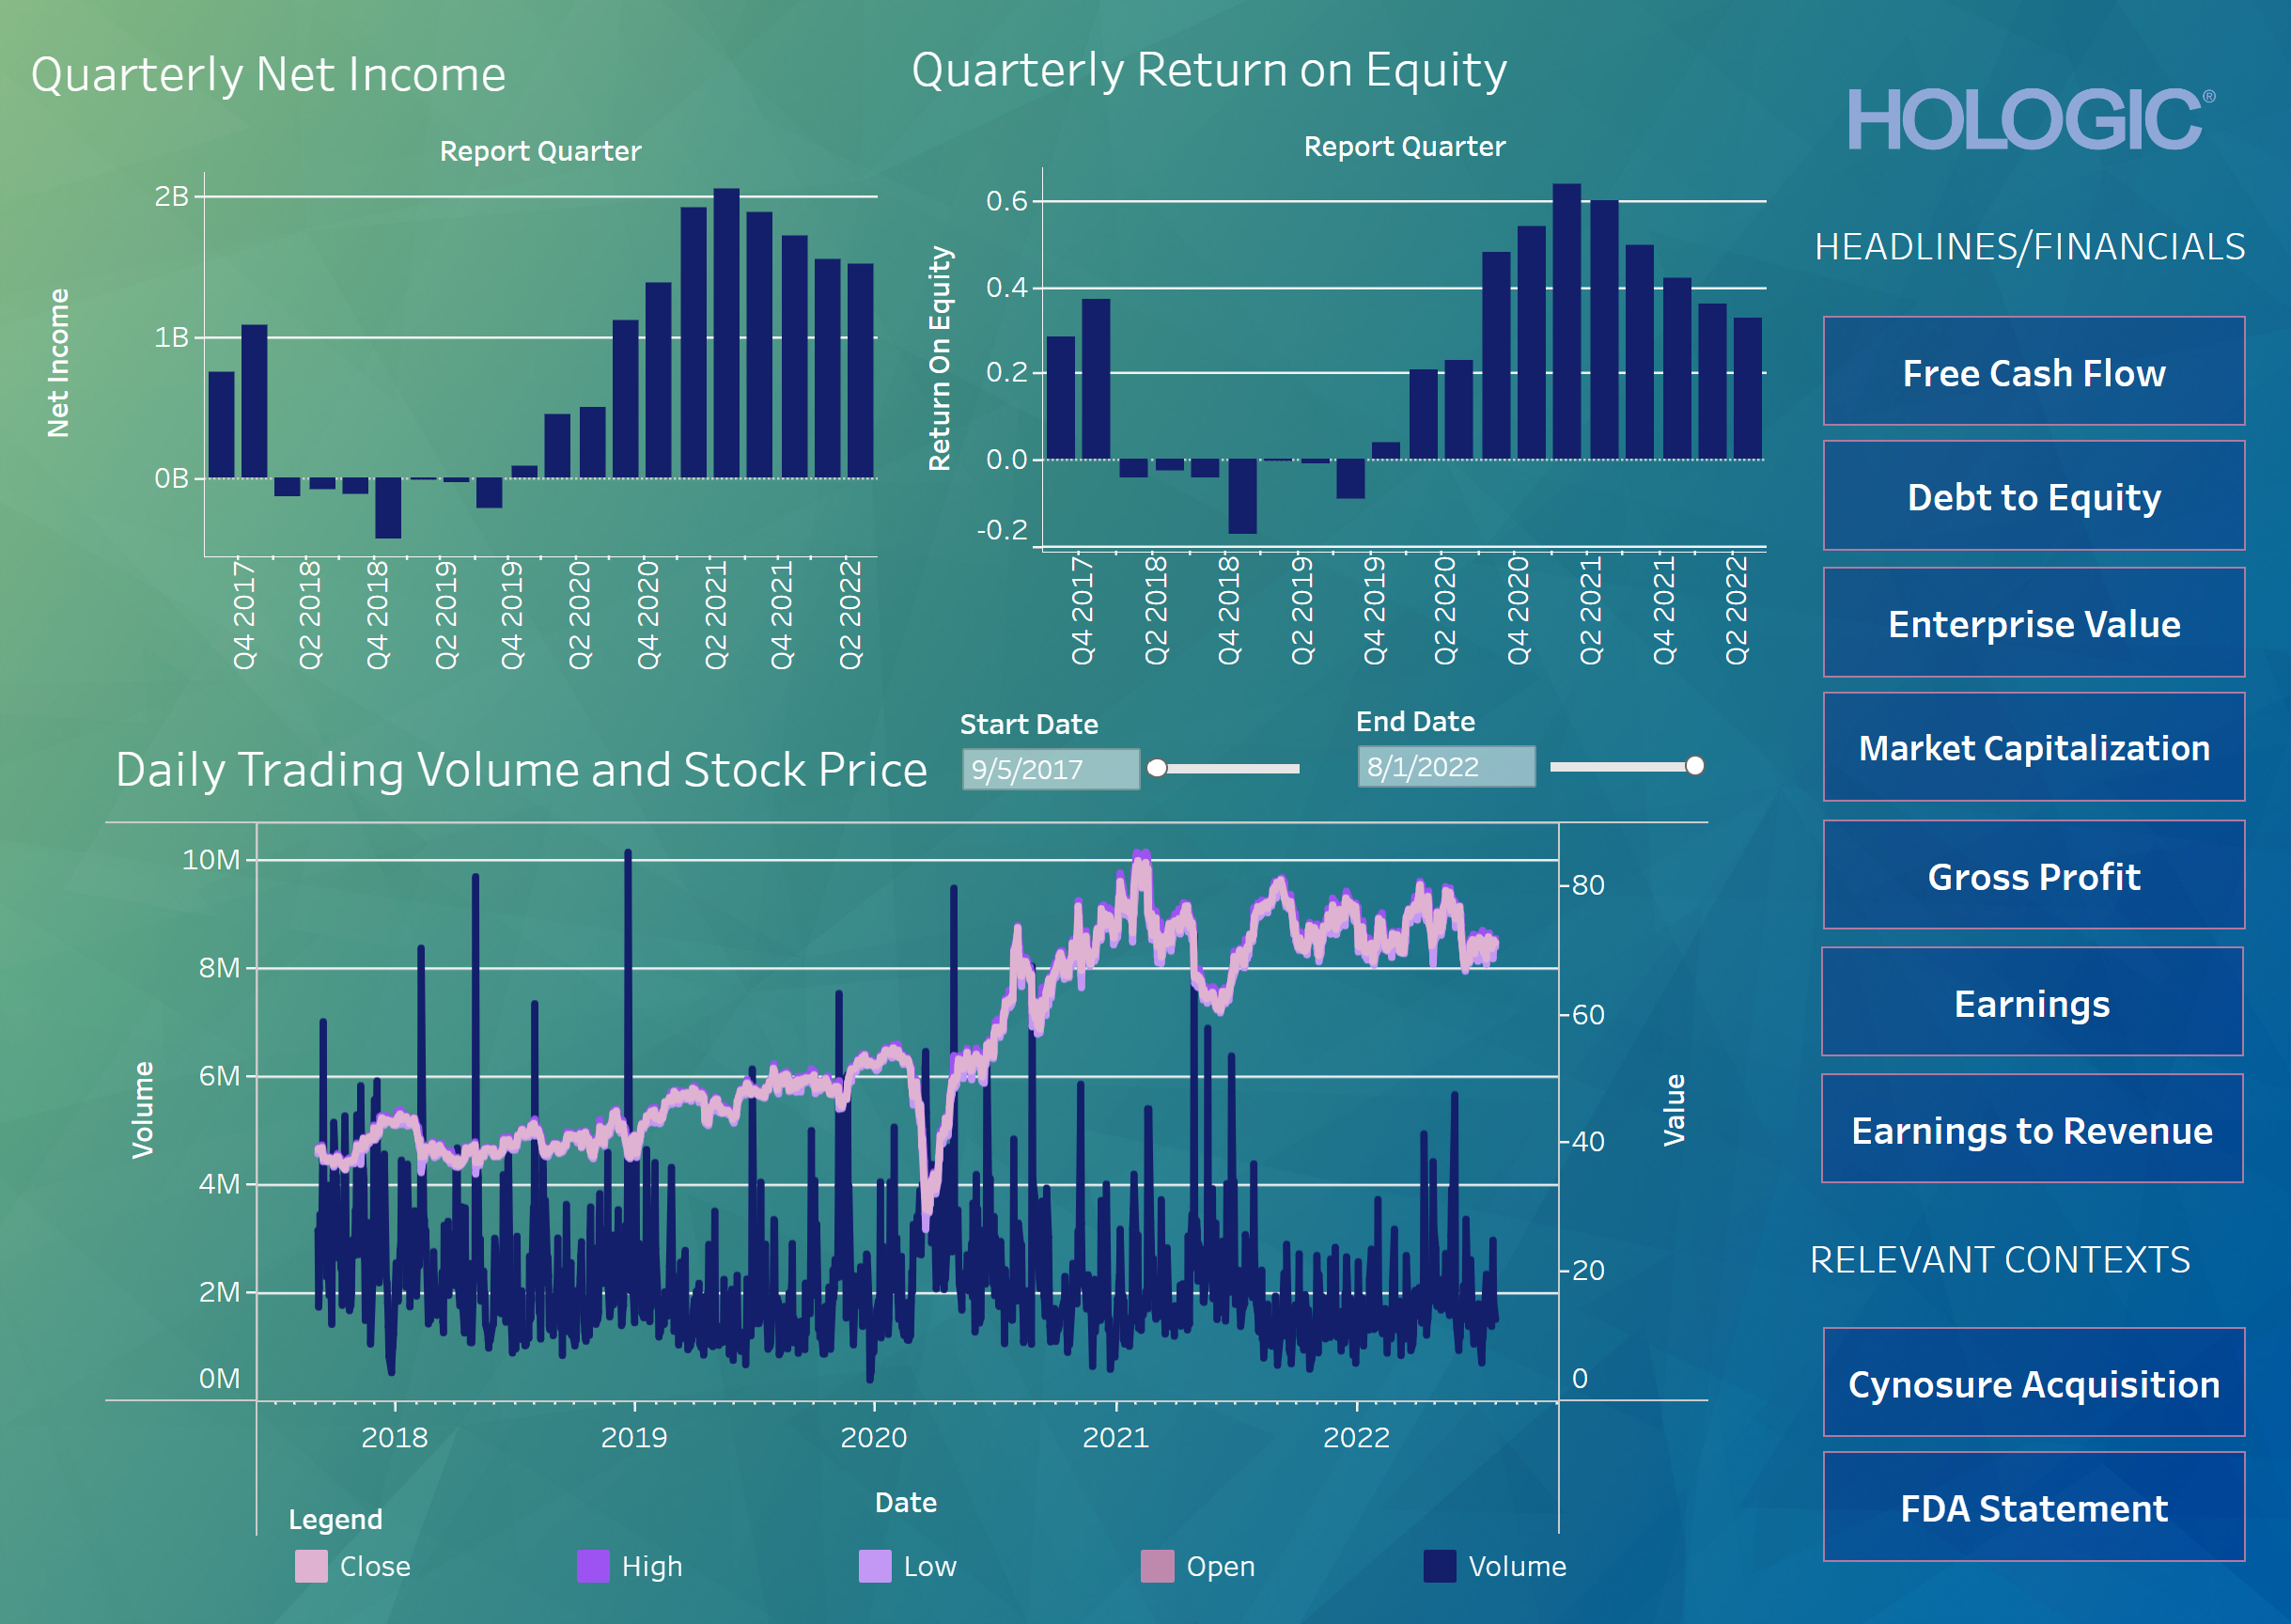 Quarterly Net Income
Report Quarter
Net Income
2B
1B
0B
Q4 2017
Q2 2018
Q4 2018
Q2 2019
Q4 2019
Q2 2020
Q4 2020
Q2 2021
Q4 2021
Q2 2022
Quarterly Return on Equity
Report Quarter
Return On Equity
0.6
0.4
0.2
0.0
-0.2
Q4 2017
Q2 2018
Q4 2018
Q2 2019
Q4 2019
Q2 2020
Q4 2020
Q2 2021
Q4 2021
Q2 2022
Daily Trading Volume and Stock Price
Start Date
9/5/2017
End Date
8/1/2022
Volume
10M
8M
6M
4M
2M
0M
80
60
40
20
0
Value
2018
2019
2020
2021
2022
Date
Legend
Close
High
Low
Open
Volume
HOLOGIC®
HEADLINES/FINANCIALS
Free Cash Flow
Debt to Equity
Enterprise Value
Market Capitalization
Gross Profit
Earnings
Earnings to Revenue
RELEVANT CONTEXTS
Cynosure Acquisition
FDA Statement